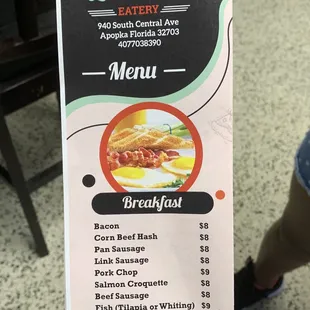 EATERY
940 South Central Ave
Apopka Florida 32703
4077038390
Menu
Breakfast
Bacon $8
Corn Beef Hash $8
Pan Sausage $8
Link Sausage $8
Pork Chop $9
Salmon Croquette $8
Beef Sausage $8
Fish (Tilapia or Whiting) $9